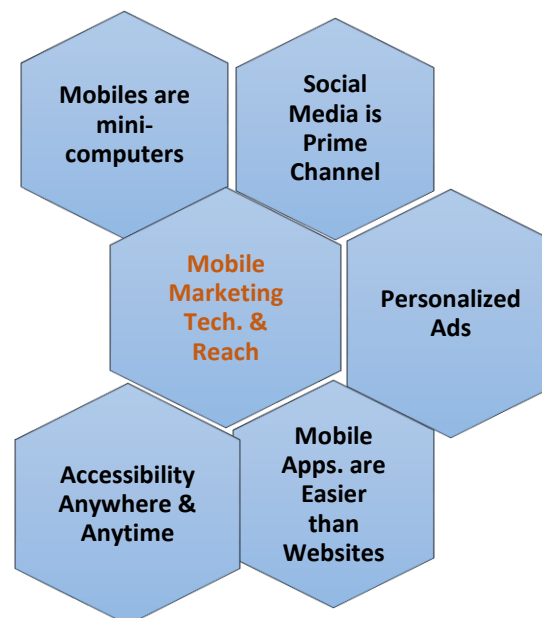 Mobiles are
mini-
computers
Social
Media is
Prime
Channel
Mobile
Marketing
Tech. &
Reach
Personalized
Ads
Accessibility
Anywhere &
Anytime
Mobile
Apps. are
Easier
than
Websites